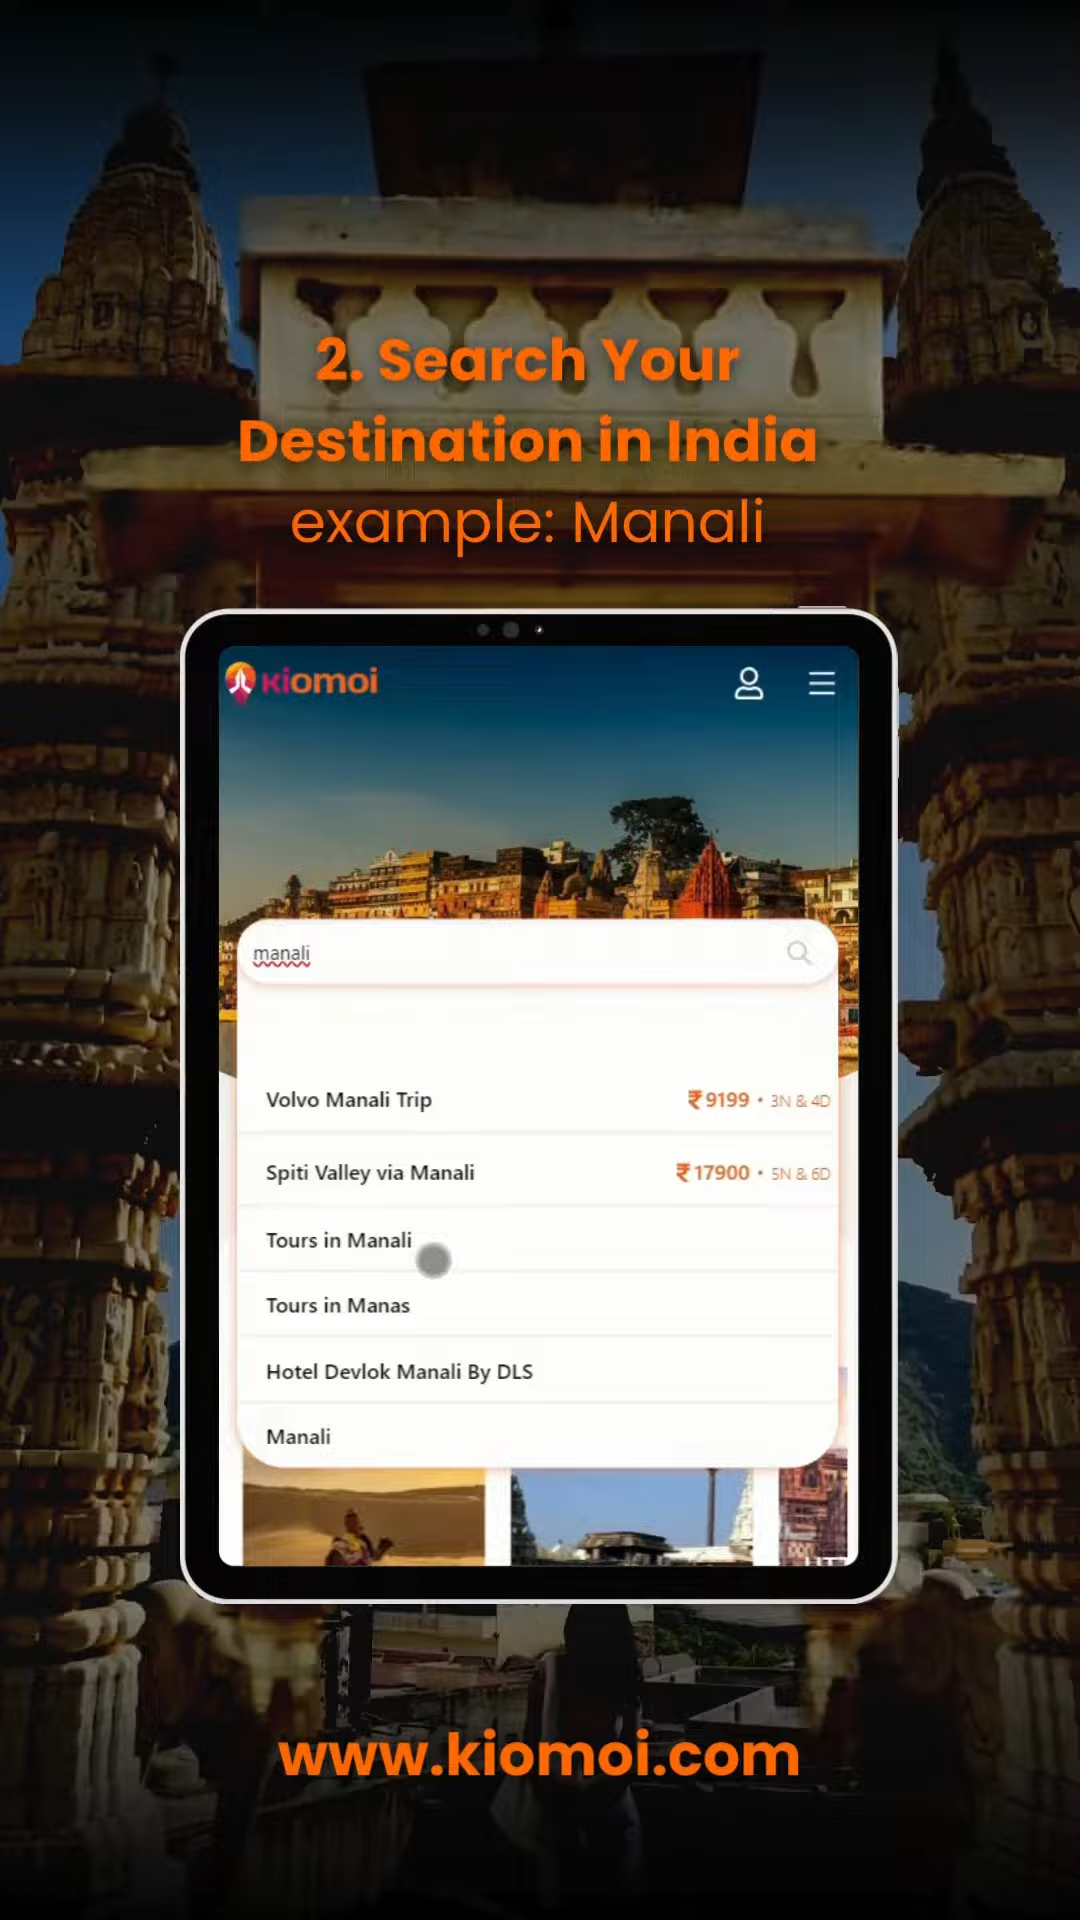 2. Search Your
Destination in India
example: Manali
кiomoi
manali
Volvo Manali Trip ₹9199 • 3N & 4D
Spiti Valley via Manali ₹17900 • 5N & 6D
Tours in Manali
Tours in Manas
Hotel Devlok Manali By DLS
Manali
www.kiomoi.com